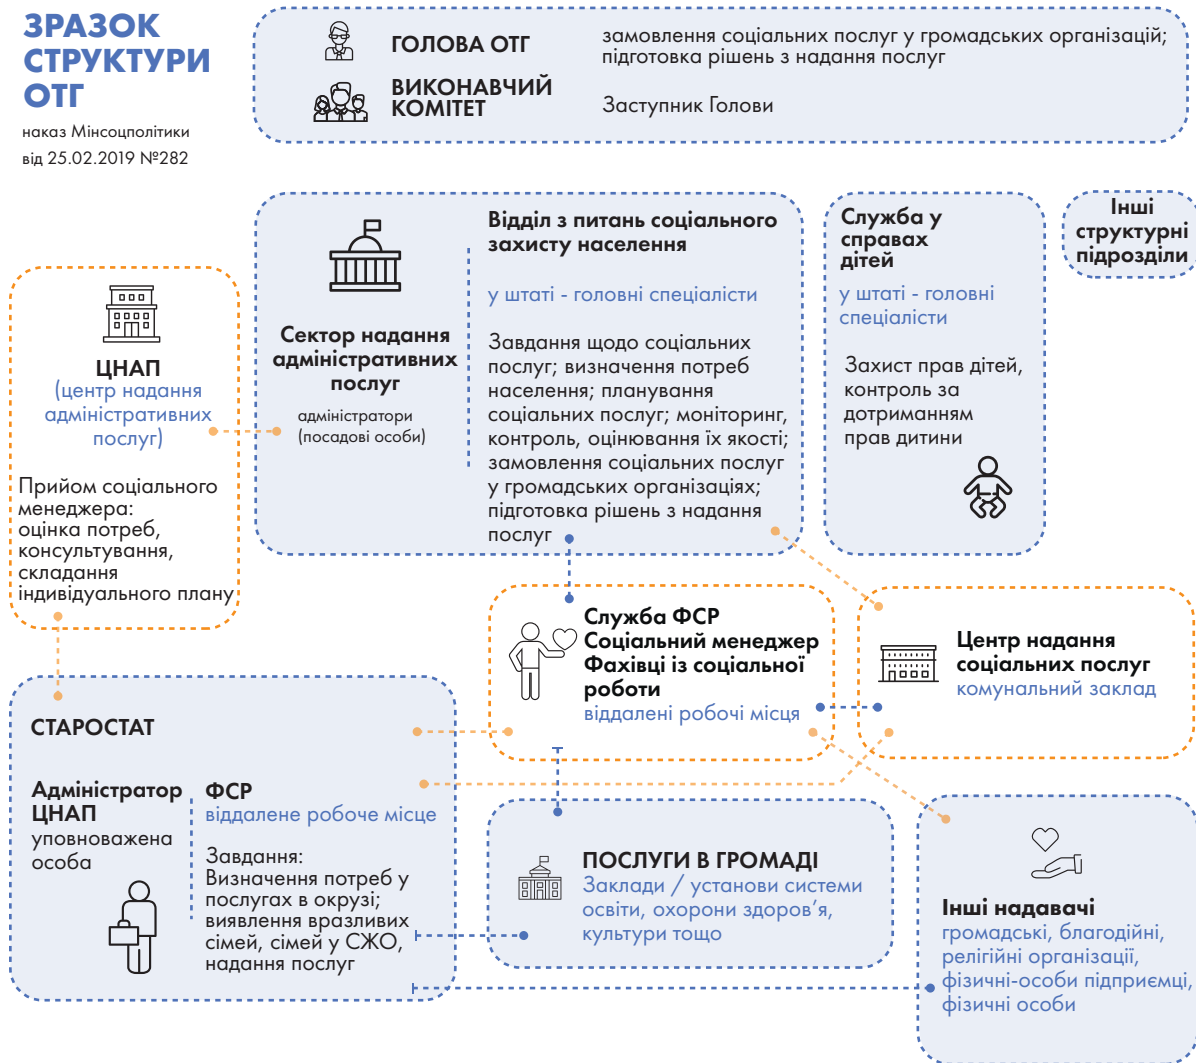 ЗРАЗОК
СТРУКТУРИ
ОТГ
наказ Мінсоцполітики
від 25.02.2019 №282
ГОЛОВА ОТГ
замовлення соціальних послуг у громадських організацій;
підготовка рішень з надання послуг
ВИКОНАВЧИЙ
КОМІТЕТ
Заступник Голови
ЦНАП
(центр надання
адміністративних
послуг)
Прийом соціального
менеджера:
оцінка потреб,
консультування,
складання
індивідуального плану
Сектор надання
адміністративних
послуг
адміністратори
(посадові особи)
Відділ з питань соціального
захисту населення
у штаті - головні спеціалісти
Завдання щодо соціальних
послуг; визначення потреб
населення; планування
соціальних послуг; моніторинг,
контроль, оцінювання їх якості;
замовлення соціальних послуг
у громадських організаціях;
підготовка рішень з надання
послуг
Служба у
справах
дітей
у штаті - головні
спеціалісти
Захист прав дітей,
контроль за
дотриманням
прав дитини
Інші
структурні
підрозділи
Служба ФСР
Соціальний менеджер
Фахівці із соціальної
роботи
віддалені робочі місця
Центр надання
соціальних послуг
комунальний заклад
СТАРОСТАТ
Адміністратор
ЦНАП
уповноважена
особа
ФСР
віддалене робоче місце
Завдання:
Визначення потреб у
послугах в окрузі;
виявлення вразливих
сімей, сімей у СЖО,
надання послуг
ПОСЛУГИ В ГРОМАДІ
Заклади / установи системи
освіти, охорони здоров’я,
культури тощо
Інші надавачі
громадські, благодійні,
релігійні організації,
фізичні-особи підприємці,
фізичні особи